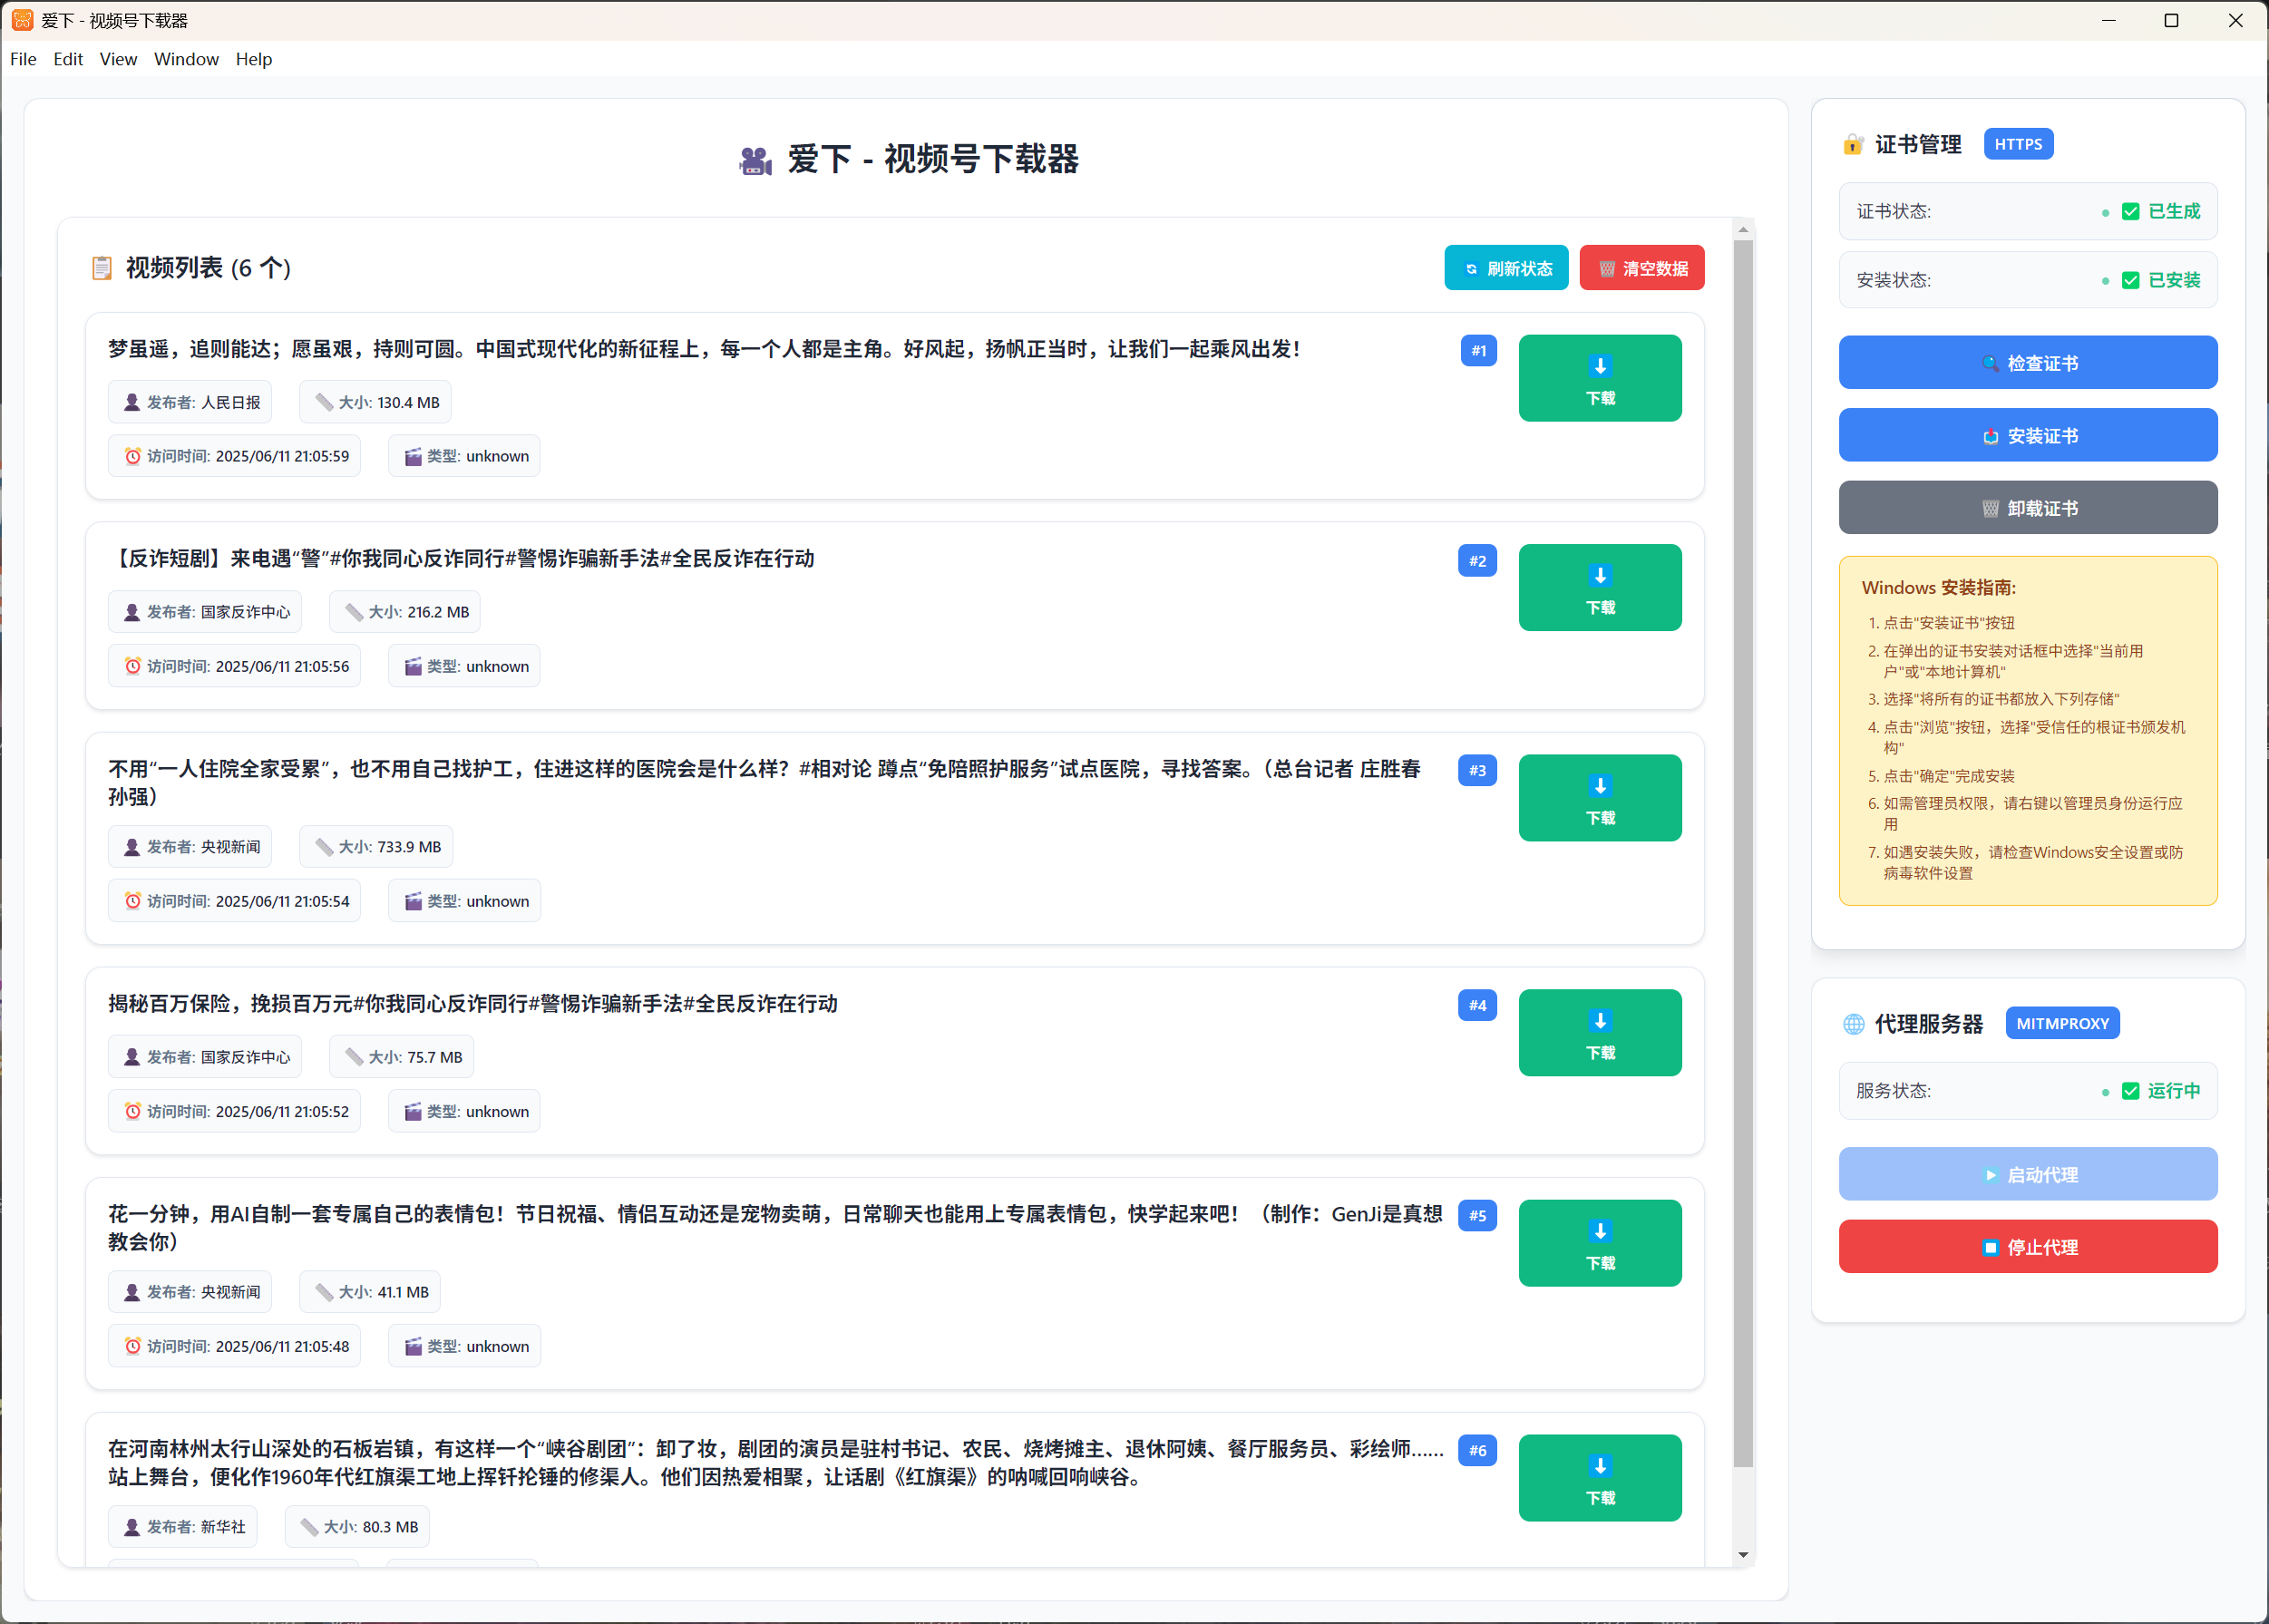 爱下 - 视频号下载器
File Edit View Window Help
爱下 - 视频号下载器
视频列表 (6 个)
刷新状态
清空数据
梦虽遥，追则能达；愿虽艰，持则可圆。中国式现代化的新征程上，每一个人都是主角。好风起，扬帆正当时，让我们一起乘风出发！
#1
下载
发布者: 人民日报
大小: 130.4 MB
访问时间: 2025/06/11 21:05:59
类型: unknown
【反诈短剧】来电遇“警”#你我同心反诈同行#警惕诈骗新手法#全民反诈在行动
#2
下载
发布者: 国家反诈中心
大小: 216.2 MB
访问时间: 2025/06/11 21:05:56
类型: unknown
不用“一人住院全家受累”，也不用自己找护工，住进这样的医院会是什么样？#相对论 蹲点“免陪照护服务”试点医院，寻找答案。（总台记者 庄胜春
孙强）
#3
下载
发布者: 央视新闻
大小: 733.9 MB
访问时间: 2025/06/11 21:05:54
类型: unknown
揭秘百万保险，挽损百万元#你我同心反诈同行#警惕诈骗新手法#全民反诈在行动
#4
下载
发布者: 国家反诈中心
大小: 75.7 MB
访问时间: 2025/06/11 21:05:52
类型: unknown
花一分钟，用AI自制一套专属自己的表情包！节日祝福、情侣互动还是宠物卖萌，日常聊天也能用上专属表情包，快学起来吧！（制作：GenJi是真想
教会你）
#5
下载
发布者: 央视新闻
大小: 41.1 MB
访问时间: 2025/06/11 21:05:48
类型: unknown
在河南林州太行山深处的石板岩镇，有这样一个“峡谷剧团”：卸了妆，剧团的演员是驻村书记、农民、烧烤摊主、退休阿姨、餐厅服务员、彩绘师……
站上舞台，便化作1960年代红旗渠工地上挥钎抡锤的修渠人。他们因热爱相聚，让话剧《红旗渠》的呐喊回响峡谷。
#6
下载
发布者: 新华社
大小: 80.3 MB
证书管理
HTTPS
证书状态: 已生成
安装状态: 已安装
检查证书
安装证书
卸载证书
Windows 安装指南:
1. 点击"安装证书"按钮
2. 在弹出的证书安装对话框中选择"当前用
户"或"本地计算机"
3. 选择"将所有的证书都放入下列存储"
4. 点击"浏览"按钮，选择"受信任的根证书颁发机
构"
5. 点击"确定"完成安装
6. 如需管理员权限，请右键以管理员身份运行应
用
7. 如遇安装失败，请检查Windows安全设置或防
病毒软件设置
代理服务器
MITMPROXY
服务状态: 运行中
启动代理
停止代理